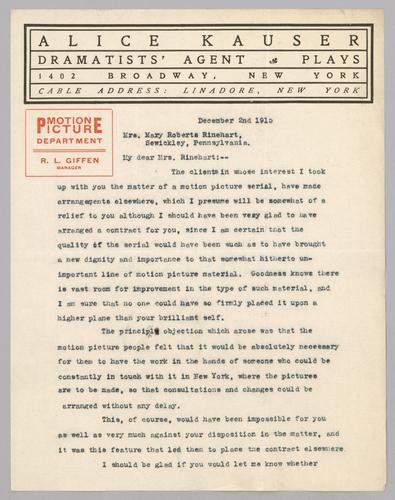 ALICE KAUSER
DRAMATISTS' AGENT PLAYS
1402 BROADWAY, NEW YORK
CABLE ADDRESS: LINADORE, NEW YORK
MOTION
PICTURE
DEPARTMENT
R. L. GIFFEN
MANAGER
December 2nd 1915
Mrs. Mary Roberts Rinehart,
Sewickley, Pennsylvania.
My dear Mrs. Rinehart:--
The clients in whose interest I took
up with you the matter of a motion picture serial, have made
arrangements elsewhere, which I presume will be somewhat of a
relief to you although I should have been very glad to have
arranged a contract for you, since I am certain that the
quality of the serial would have been such as to have brought
a new dignity and importance to that somewhat hitherto un-
important line of motion picture material. Goodness knows there
is vast room for improvement in the type of such material, and
I am sure that no one could have so firmly placed it upon a
higher plane than your brilliant self.
The principle objection which arose was that the
motion picture people felt that it would be absolutely necessary
for them to have the work in the hands of someone who could be
constantly in touch with it in New York, where the pictures
are to be made, so that consultations and changes could be
arranged without any delay.
This, of course, would have been impossible for you
as well as very much against your disposition in the matter, and
it was this feature that led them to place the contract elsewhere.
I should be glad if you would let me know whether